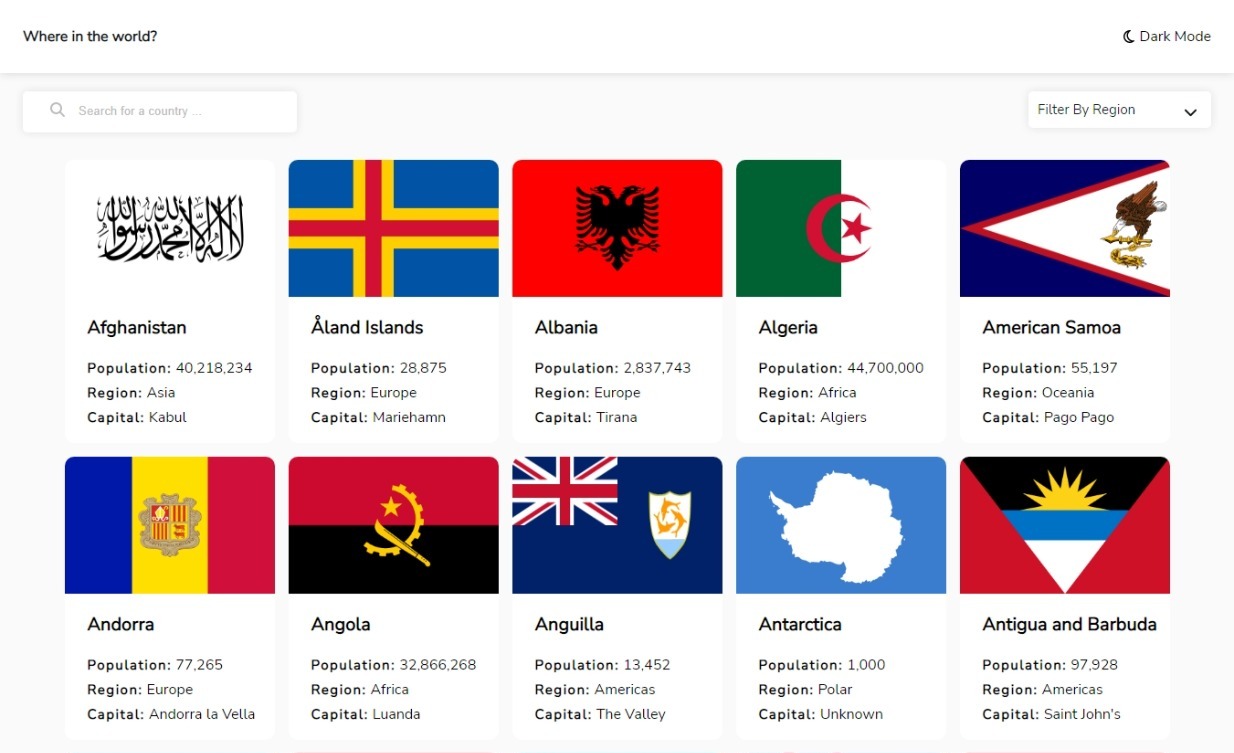 Where in the world?
Dark Mode
Search for a country ...
Filter By Region
لا إله إلا الله محمد رسول الله
Afghanistan
Population: 40,218,234
Region: Asia
Capital: Kabul
Åland Islands
Population: 28,875
Region: Europe
Capital: Mariehamn
Albania
Population: 2,837,743
Region: Europe
Capital: Tirana
Algeria
Population: 44,700,000
Region: Africa
Capital: Algiers
American Samoa
Population: 55,197
Region: Oceania
Capital: Pago Pago
Andorra
Population: 77,265
Region: Europe
Capital: Andorra la Vella
Angola
Population: 32,866,268
Region: Africa
Capital: Luanda
Anguilla
Population: 13,452
Region: Americas
Capital: The Valley
Antarctica
Population: 1,000
Region: Polar
Capital: Unknown
Antigua and Barbuda
Population: 97,928
Region: Americas
Capital: Saint John's